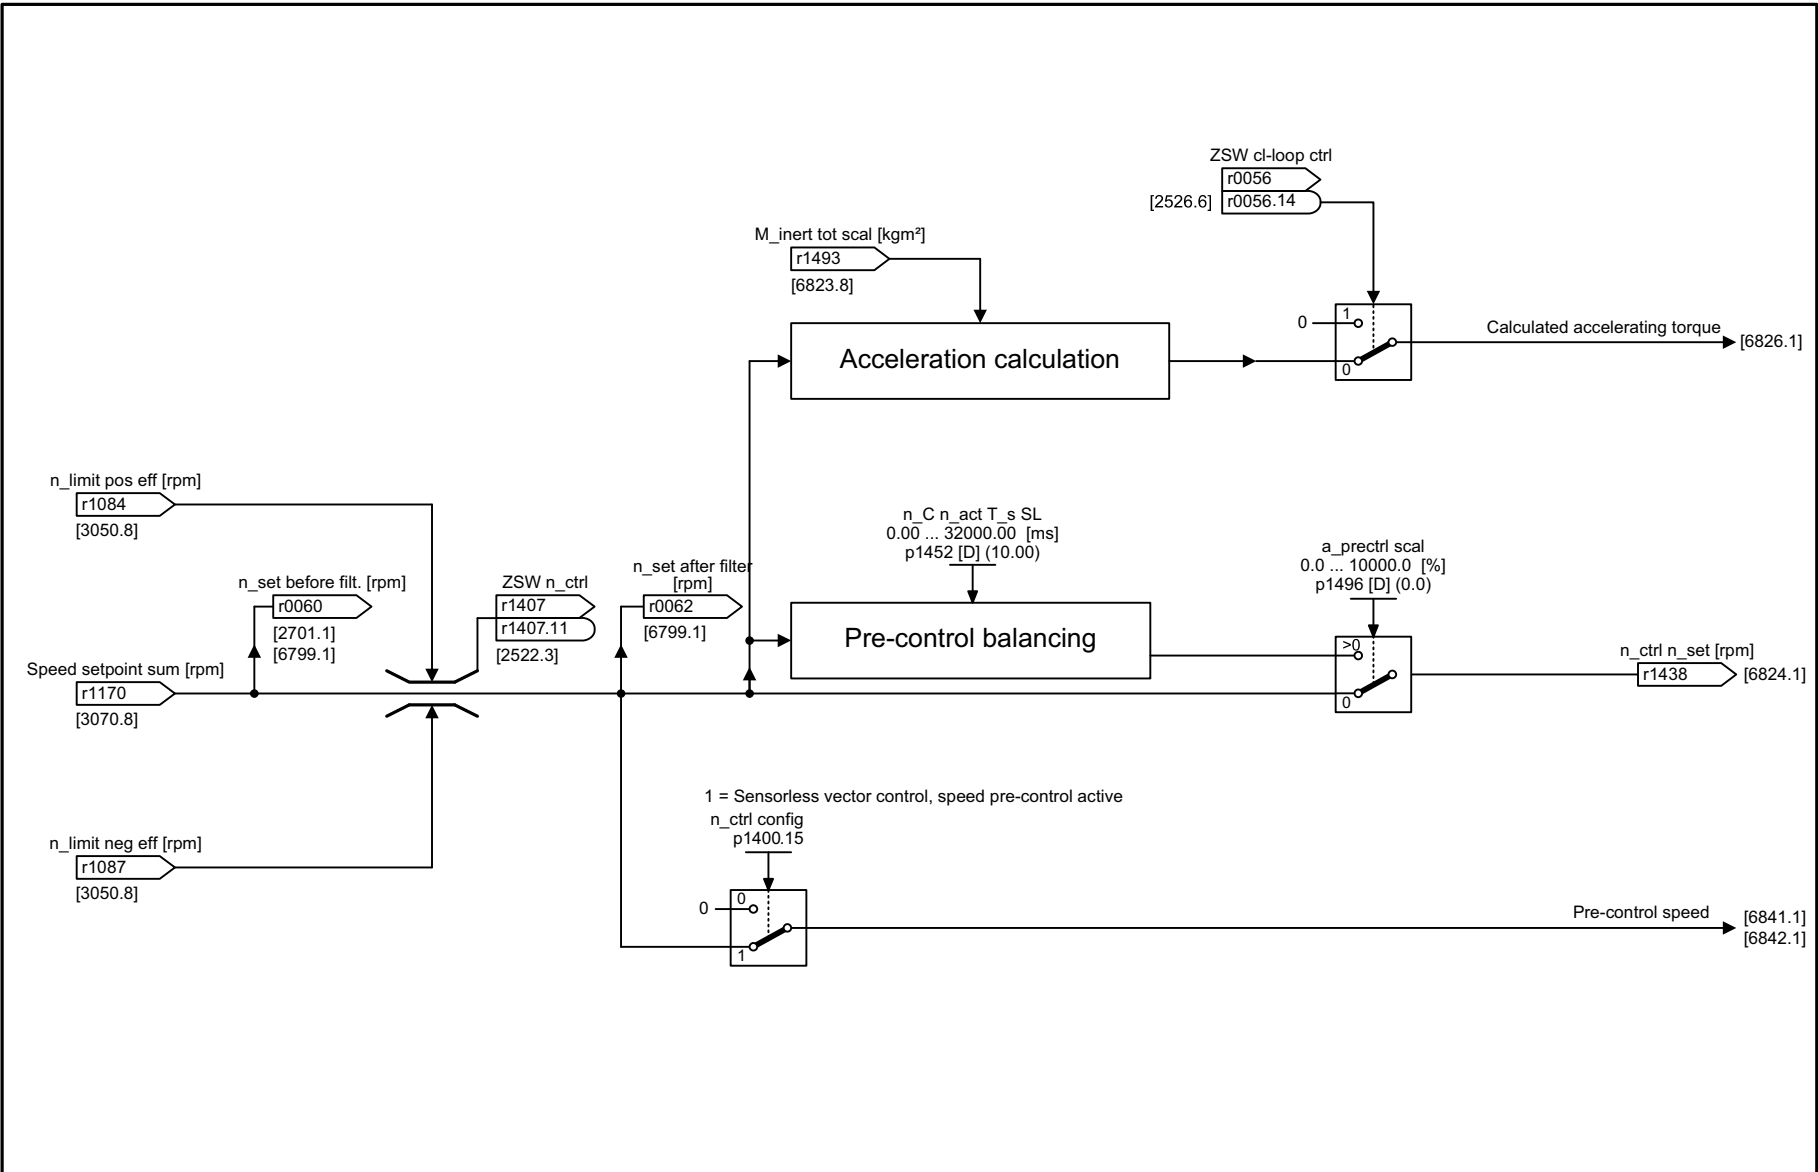 ZSW cl-loop ctrl
r0056
[2526.6] r0056.14
M_inert tot scal [kgm²]
r1493
[6823.8]
0
1
0
Acceleration calculation
Calculated accelerating torque
[6826.1]
n_limit pos eff [rpm]
r1084
[3050.8]
n_C n_act T_s SL
0.00 ... 32000.00 [ms]
p1452 [D] (10.00)
a_prectrl scal
0.0 ... 10000.0 [%]
p1496 [D] (0.0)
n_set before filt. [rpm]
r0060
[2701.1]
[6799.1]
ZSW n_ctrl
r1407
r1407.11
[2522.3]
n_set after filter
[rpm]
r0062
[6799.1]
Pre-control balancing
>0
0
n_ctrl n_set [rpm]
r1438
[6824.1]
Speed setpoint sum [rpm]
r1170
[3070.8]
1 = Sensorless vector control, speed pre-control active
n_ctrl config
p1400.15
n_limit neg eff [rpm]
r1087
[3050.8]
0
0
1
Pre-control speed
[6841.1]
[6842.1]